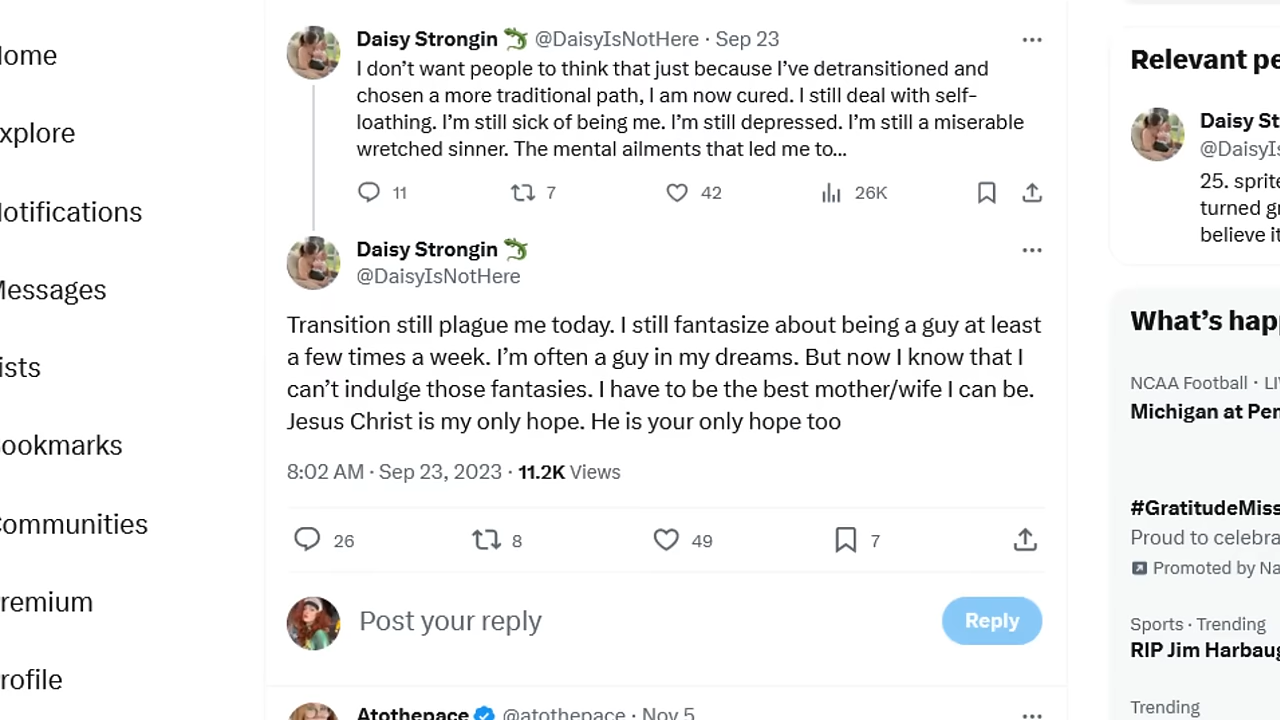 ome
xplore
otifications
Messages
ists
ookmarks
ommunities
remium
rofile
Daisy Strongin 🦎 @DaisyIsNotHere · Sep 23
I don’t want people to think that just because I’ve detransitioned and
chosen a more traditional path, I am now cured. I still deal with self-
loathing. I’m still sick of being me. I’m still depressed. I’m still a miserable
wretched sinner. The mental ailments that led me to...
11 7 42 26K
Daisy Strongin 🦎
@DaisyIsNotHere
Transition still plague me today. I still fantasize about being a guy at least
a few times a week. I’m often a guy in my dreams. But now I know that I
can’t indulge those fantasies. I have to be the best mother/wife I can be.
Jesus Christ is my only hope. He is your only hope too
8:02 AM · Sep 23, 2023 · 11.2K Views
26 8 49 7
Post your reply
Reply
Atothepace @atothepace · Nov 5
Relevant pe
Daisy St
@DaisyIs
25. sprite
turned gr
believe it
What’s hap
NCAA Football · LI
Michigan at Pen
#GratitudeMiss
Proud to celebra
Promoted by Na
Sports · Trending
RIP Jim Harbaug
Trending